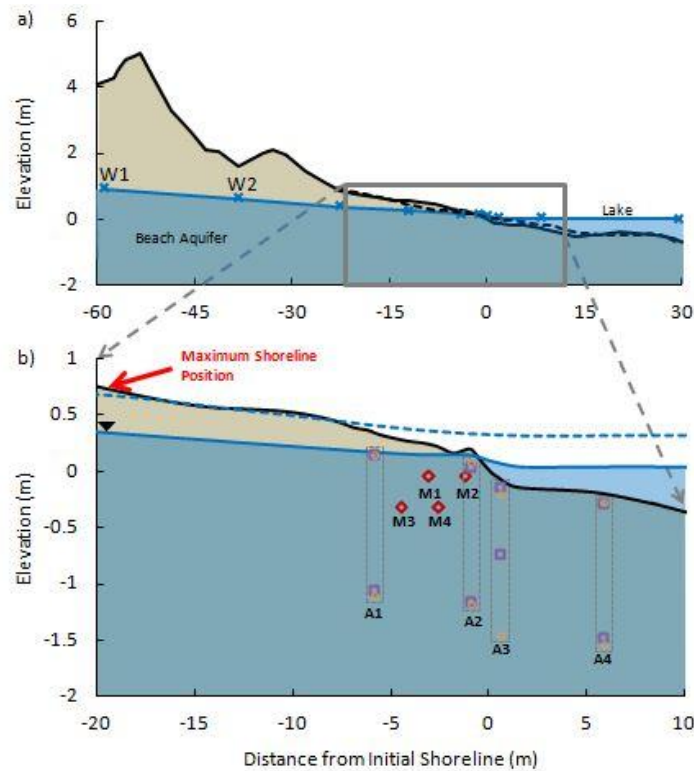 a)
6
4
2
0
-2
Elevation (m)
W1
W2
Lake
Beach Aquifer
-60
-45
-30
-15
0
15
30
b)
1
0.5
0
-0.5
-1
-1.5
-2
Elevation (m)
Maximum Shoreline
Position
M1
M2
M3
M4
A1
A2
A3
A4
-20
-15
-10
-5
0
5
10
Distance from Initial Shoreline (m)